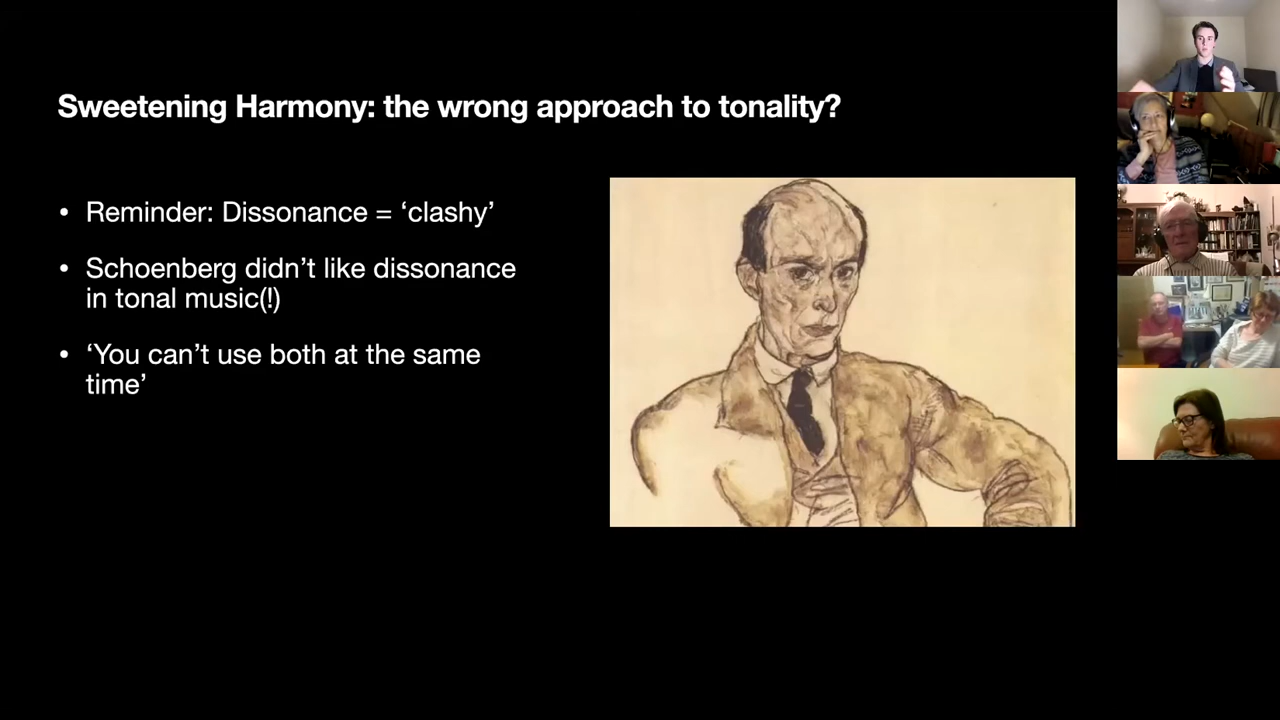 Sweetening Harmony: the wrong approach to tonality?
• Reminder: Dissonance = ‘clashy’
• Schoenberg didn’t like dissonance
in tonal music(!)
• ‘You can’t use both at the same
time’